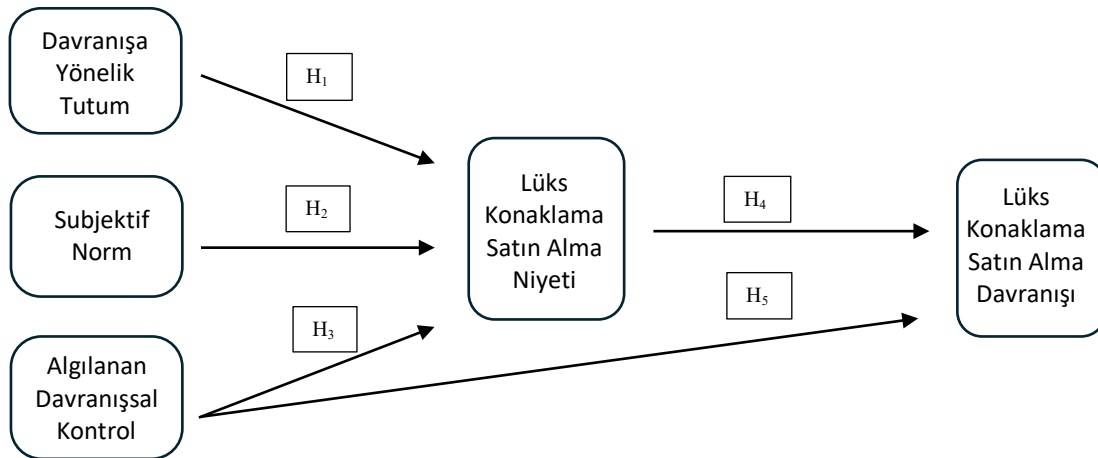 Davranışa
Yönelik
Tutum
H₁
Subjektif
Norm
H₂
Algılanan
Davranışsal
Kontrol
H₃
Lüks
Konaklama
Satın Alma
Niyeti
H₄
H₅
Lüks
Konaklama
Satın Alma
Davranışı